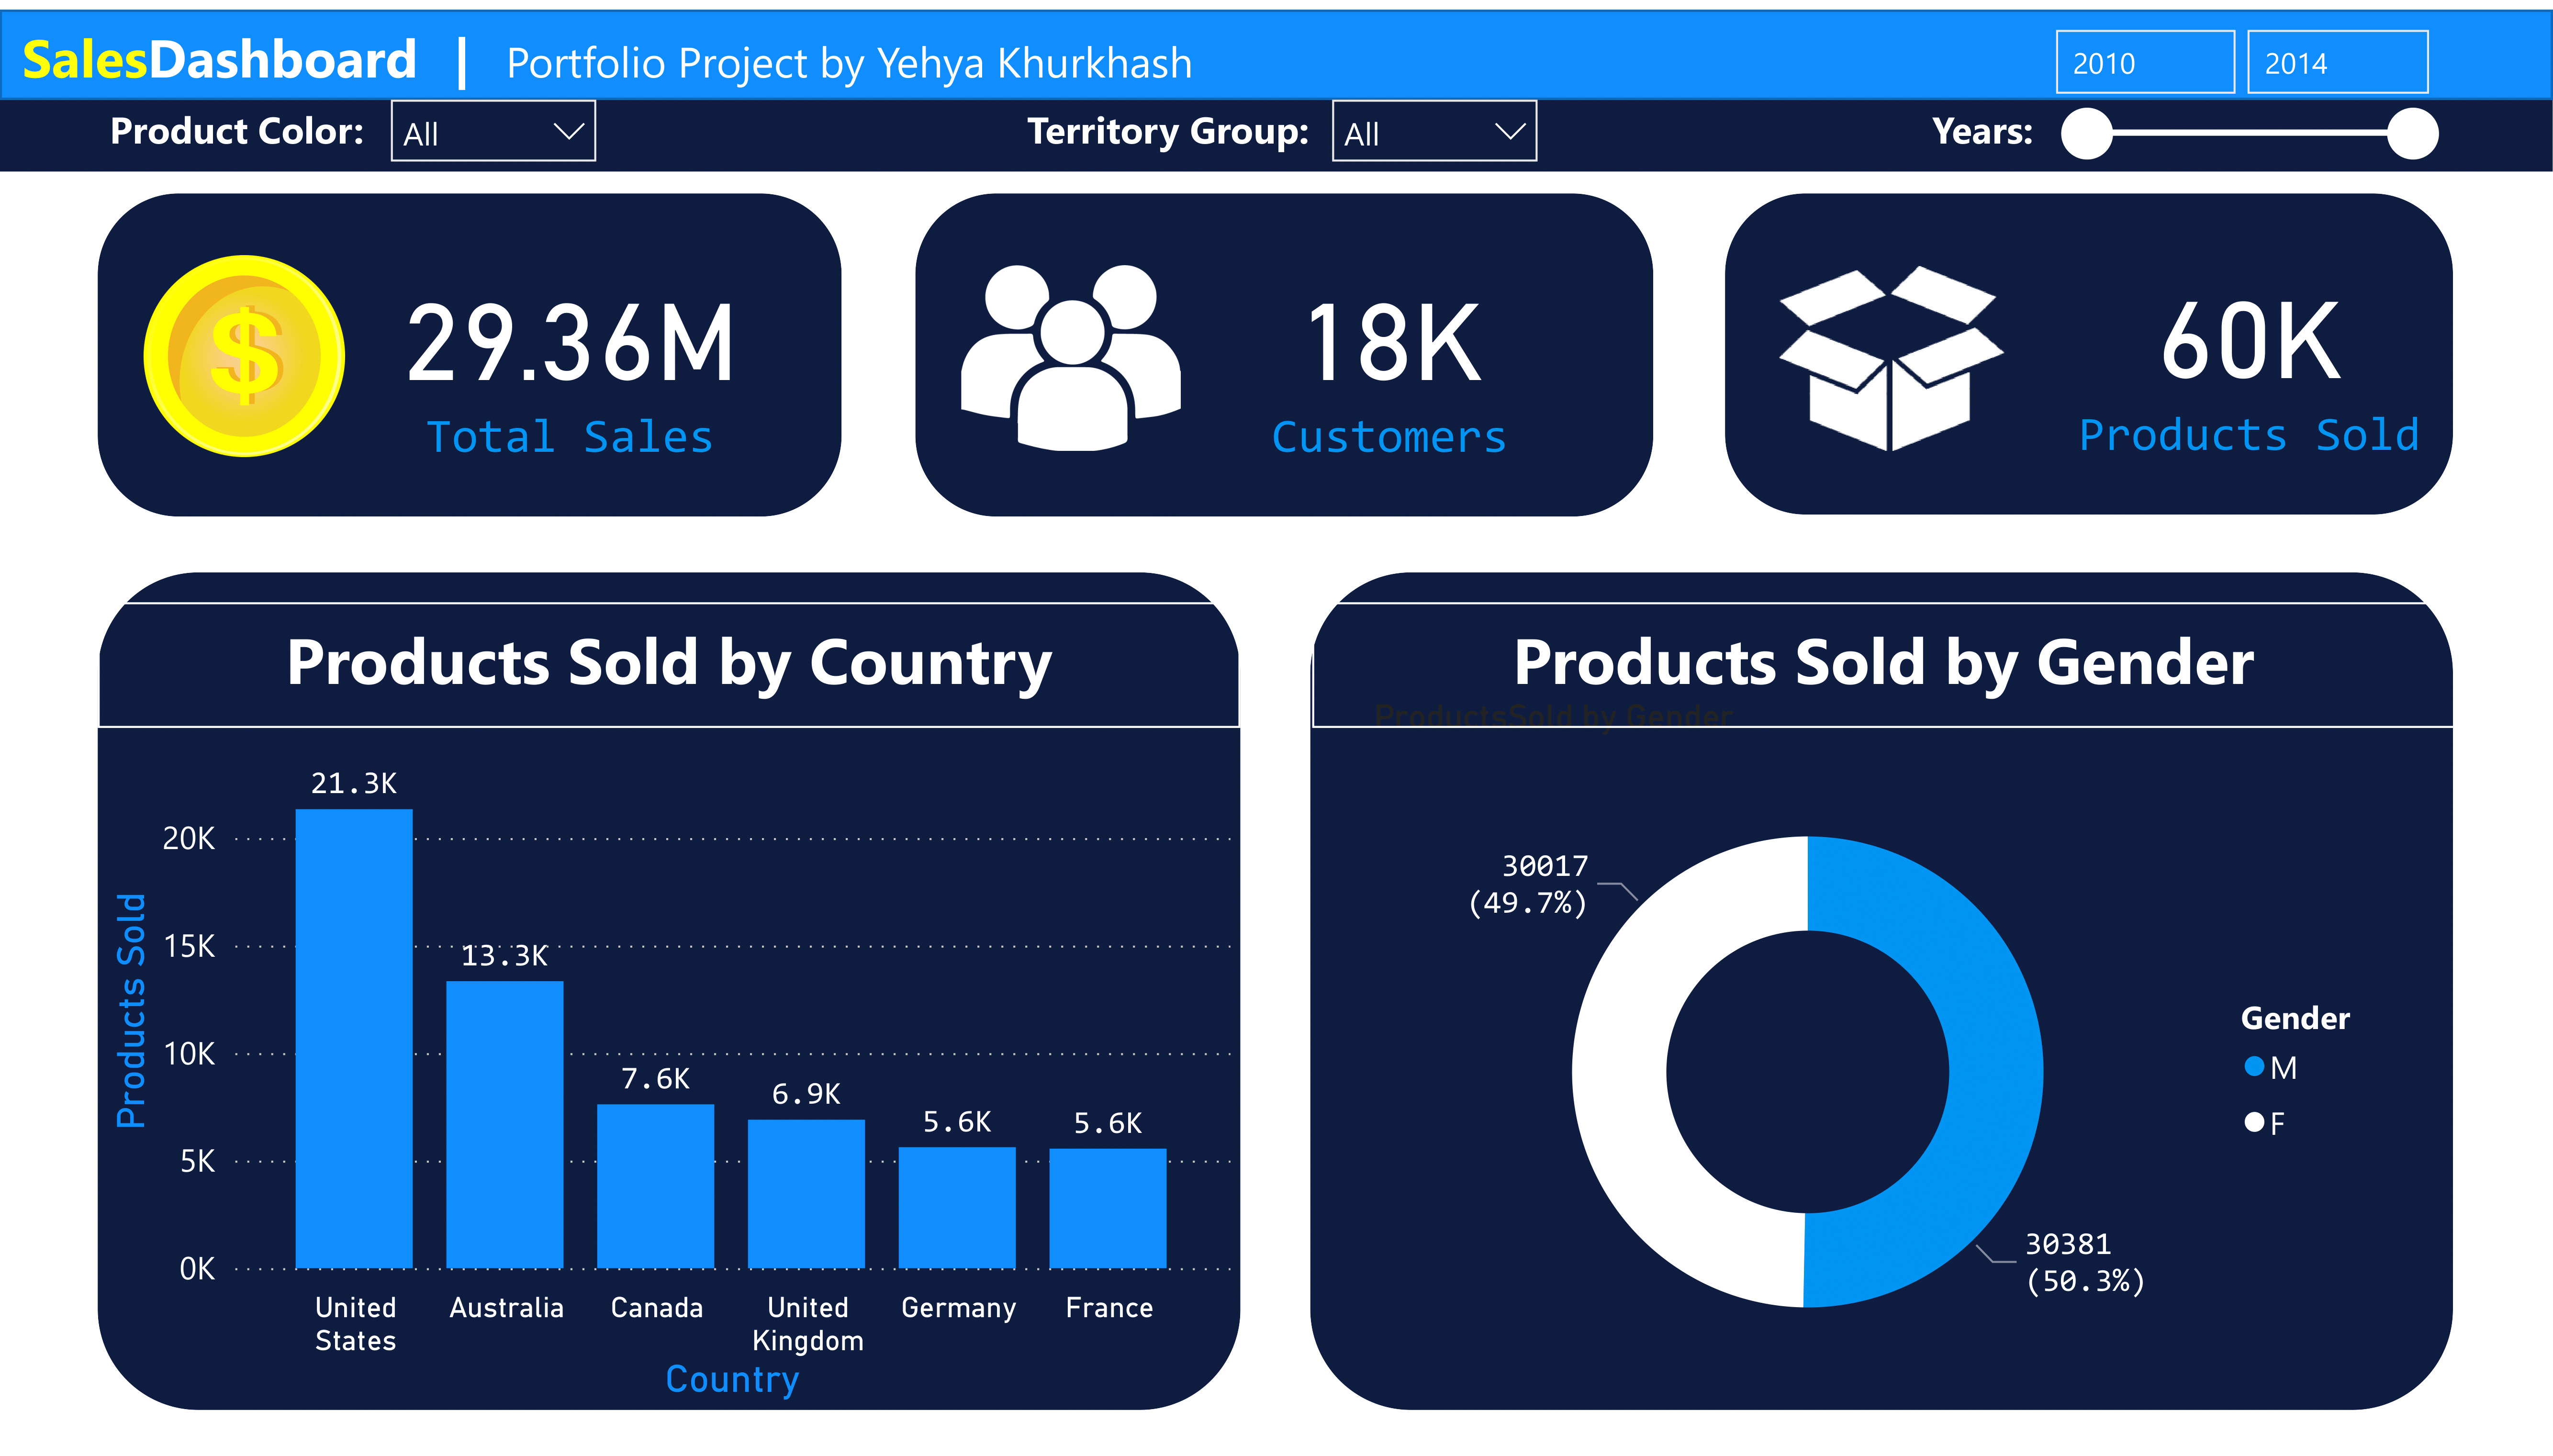 SalesDashboard | Portfolio Project by Yehya Khurkhash
2010 2014
Product Color: All
Territory Group: All
Years:
$
29.36M
Total Sales
18K
Customers
60K
Products Sold
Products Sold by Country
Products Sold
20K
15K
10K
5K
0K
21.3K
13.3K
7.6K
6.9K
5.6K
5.6K
United
States
Australia
Canada
United
Kingdom
Germany
France
Country
Products Sold by Gender
ProductsSold by Gender
30017
(49.7%)
30381
(50.3%)
Gender
M
F